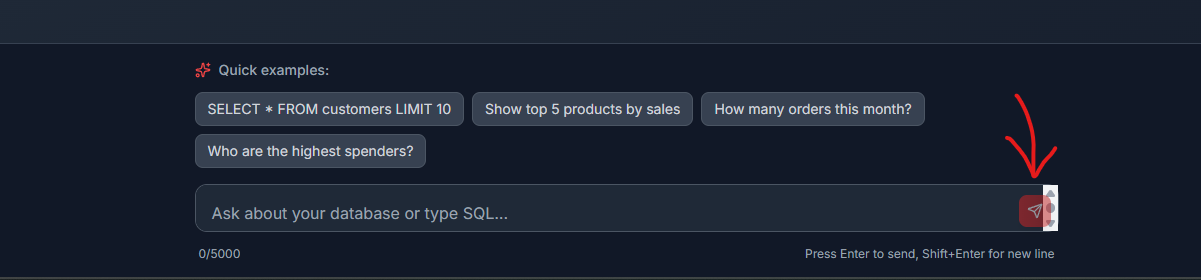 Quick examples:
SELECT * FROM customers LIMIT 10
Show top 5 products by sales
How many orders this month?
Who are the highest spenders?
Ask about your database or type SQL...
0/5000
Press Enter to send, Shift+Enter for new line